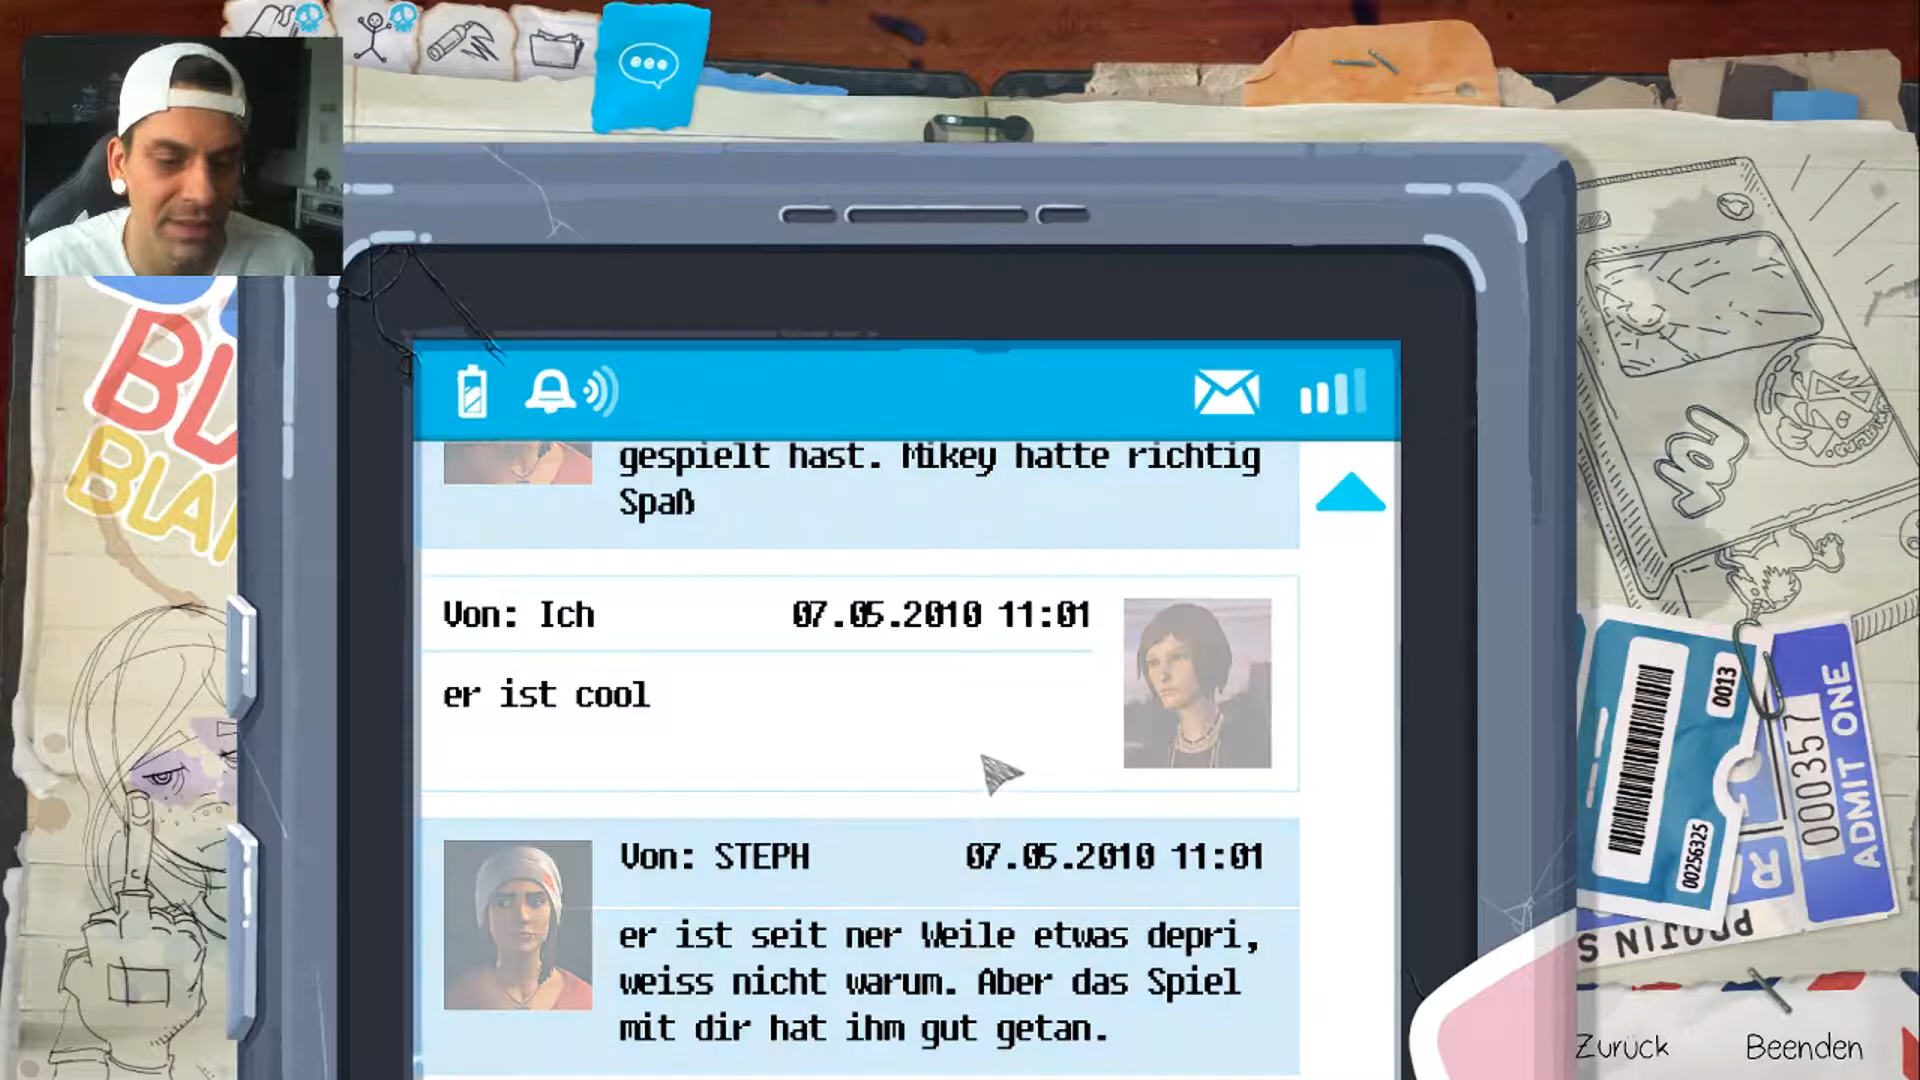 gespielt hast. Mikey hatte richtig
Spaß
Von: Ich 07.05.2010 11:01
er ist cool
Von: STEPH 07.05.2010 11:01
er ist seit ner Weile etwas depri,
weiss nicht warum. Aber das Spiel
mit dir hat ihm gut getan.
BL
BLA
0013
00256325
000357
ADMIT ONE
Zurück
Beenden